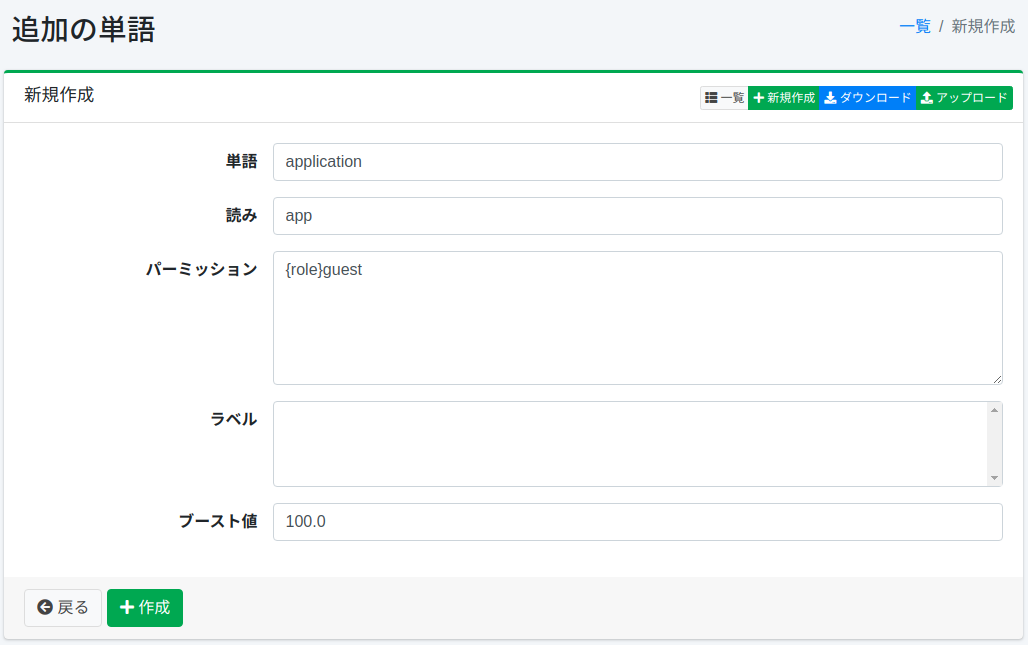 追加の単語
一覧 / 新規作成
新規作成
一覧 新規作成 ダウンロード アップロード
単語 application
読み app
パーミッション {role}guest
ラベル
ブースト値 100.0
戻る 作成